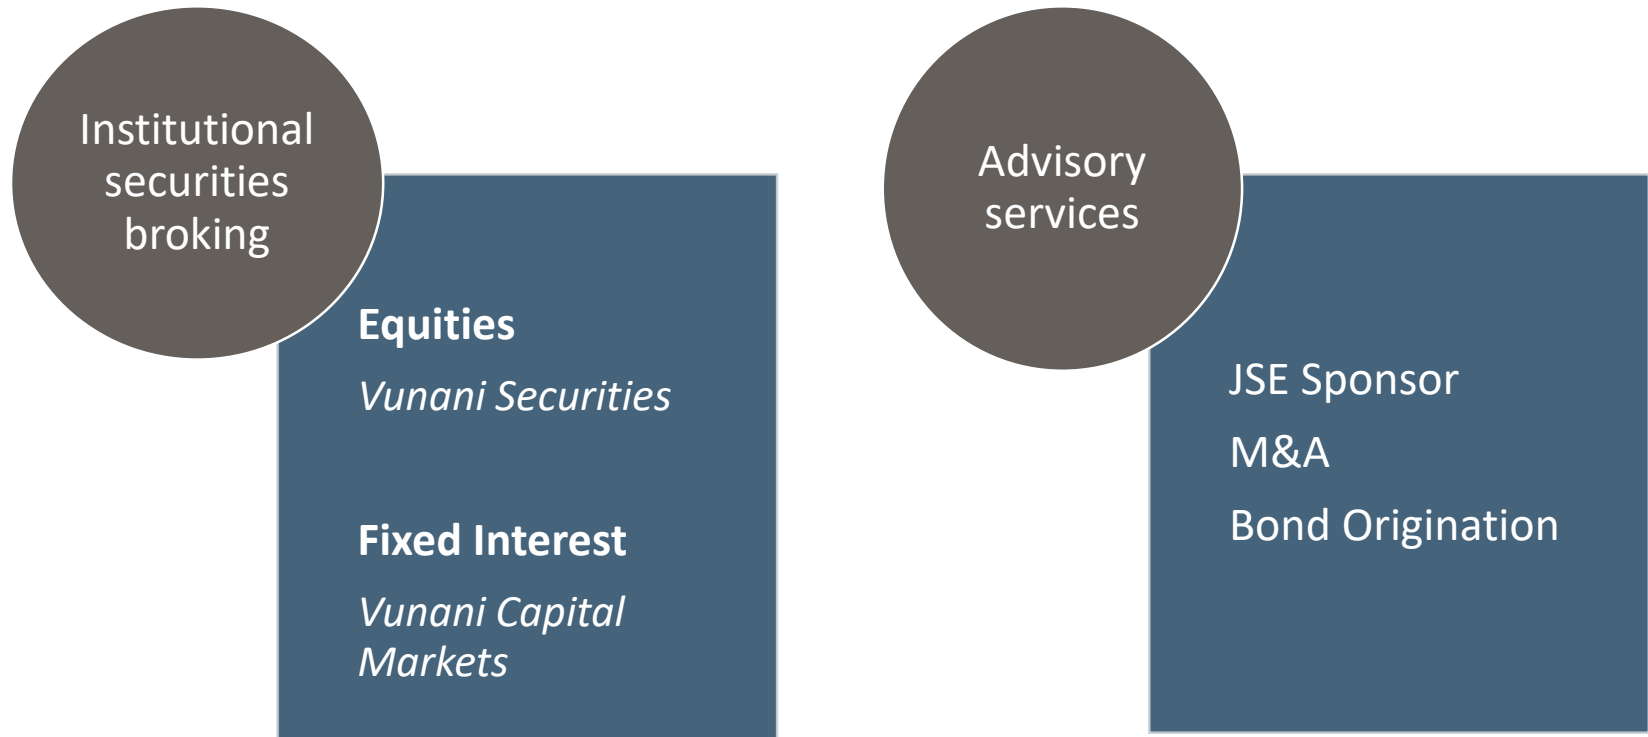 Institutional
securities
broking
Equities
Vunani Securities
Fixed Interest
Vunani Capital
Markets
Advisory
services
JSE Sponsor
M&A
Bond Origination